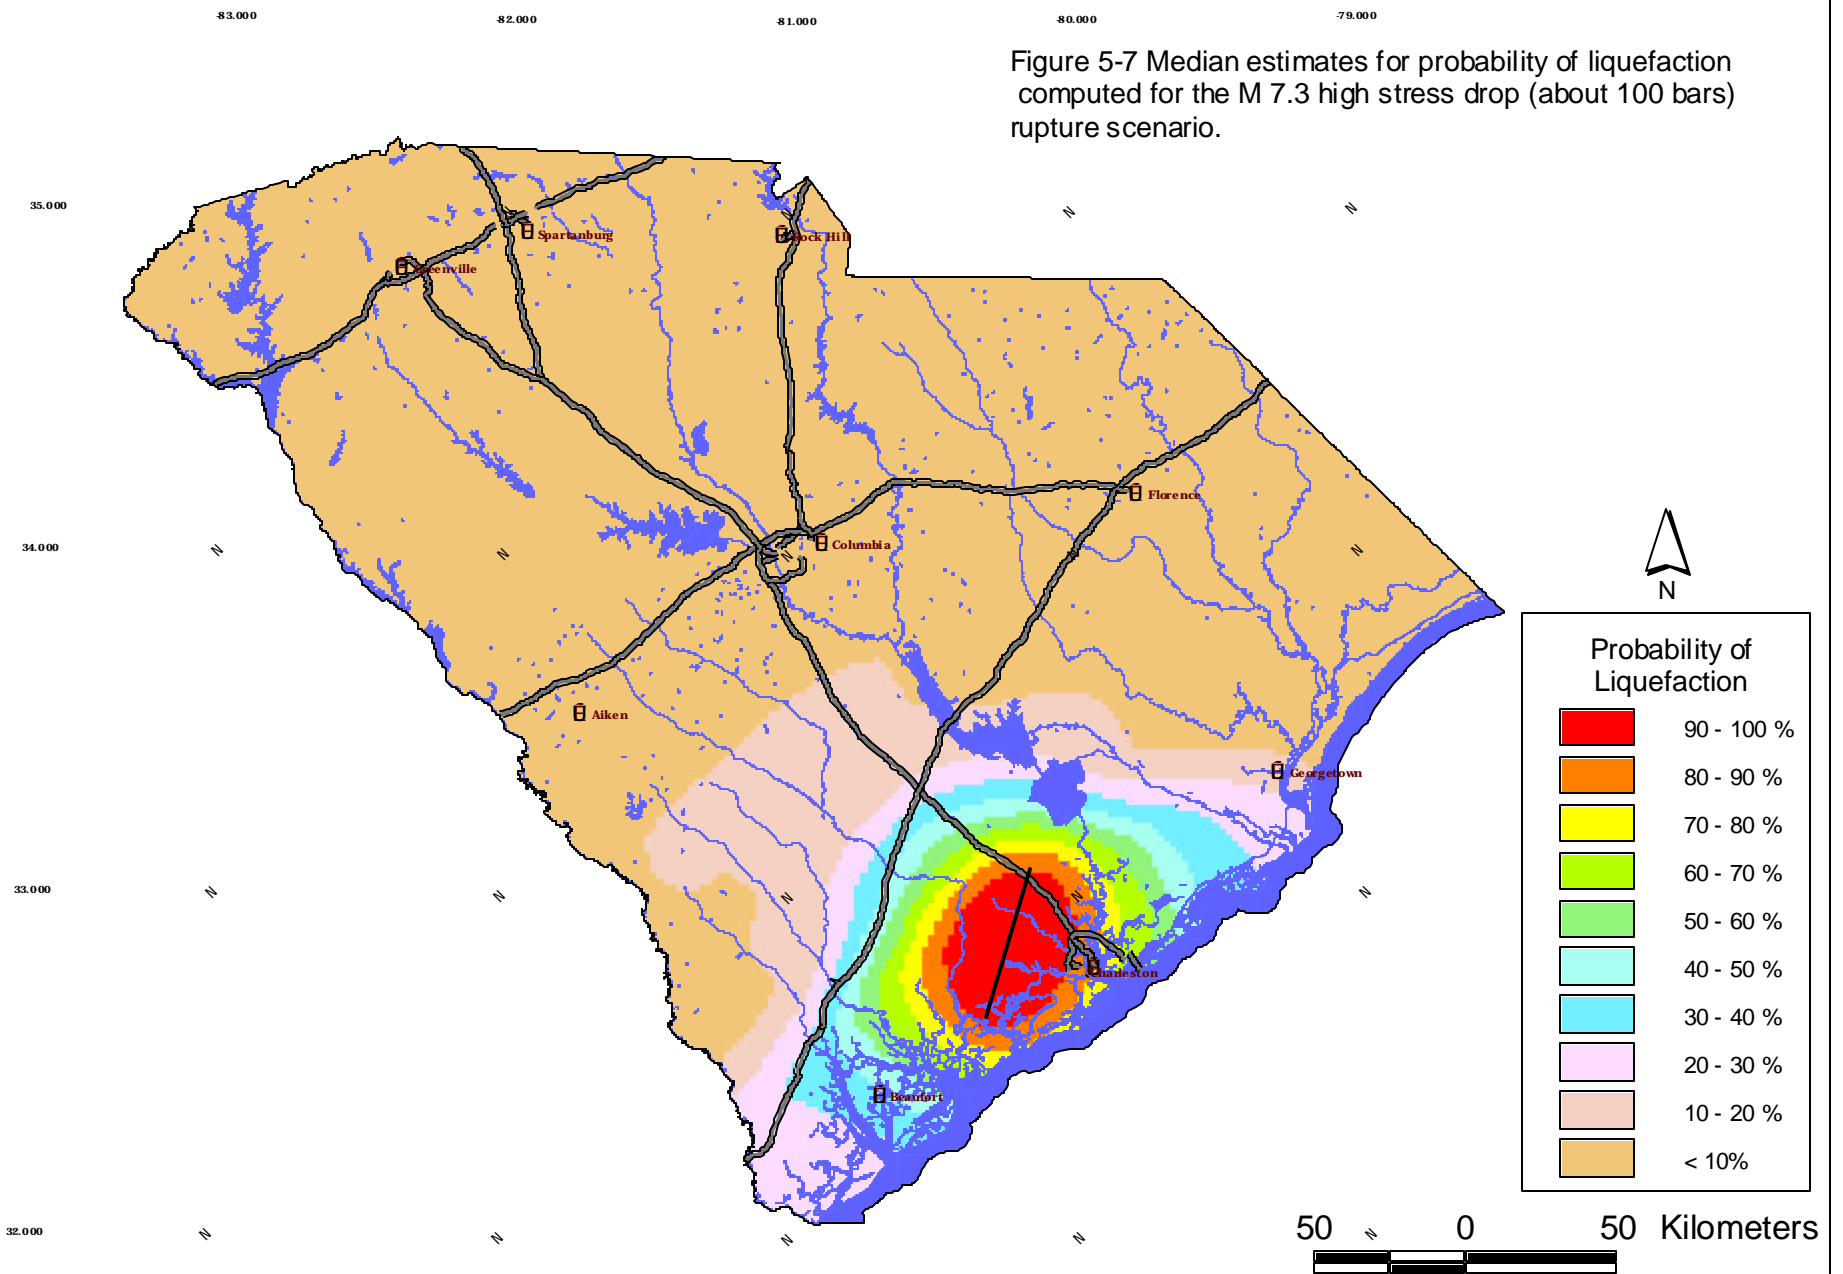 -83.000
-82.000
-81.000
-80.000
-79.000
Figure 5-7 Median estimates for probability of liquefaction
computed for the M 7.3 high stress drop (about 100 bars)
rupture scenario.
35.000
N
N
N
Spartanburg
Rock Hill
Greenville
Florence
34.000
N
N
N
N
N
Columbia
N
Aiken
Georgetown
33.000
N
N
N
N
N
Charleston
Beaufort
32.000
N
N
N
N
N
Probability of
Liquefaction
90 - 100 %
80 - 90 %
70 - 80 %
60 - 70 %
50 - 60 %
40 - 50 %
30 - 40 %
20 - 30 %
10 - 20 %
< 10%
50 0 50 Kilometers